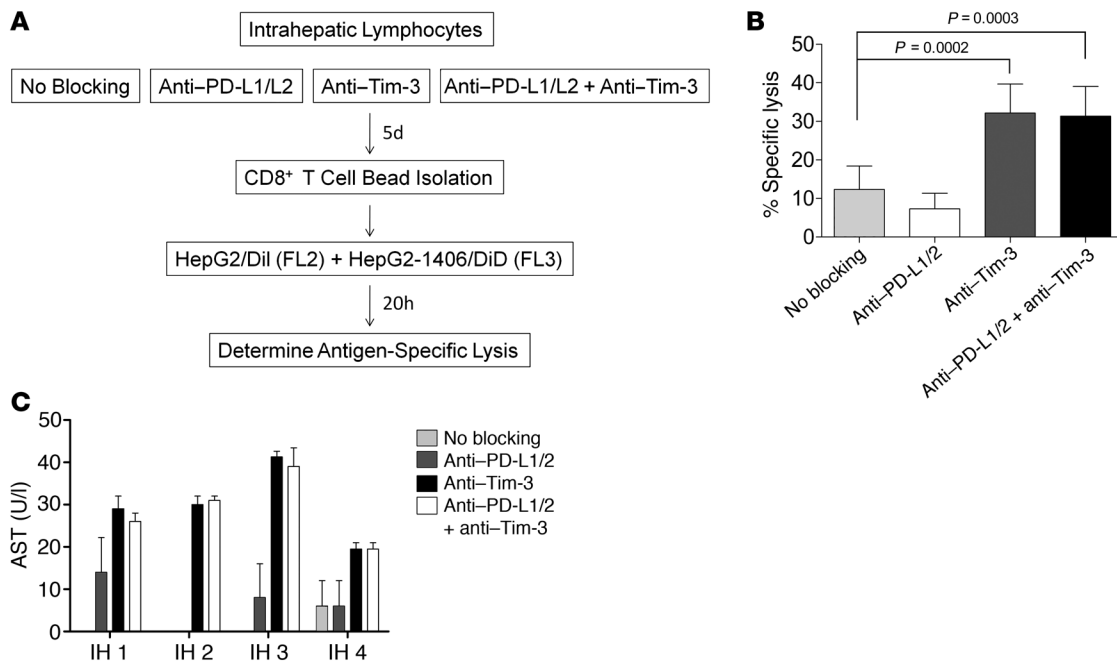 A
Intrahepatic Lymphocytes
No Blocking
Anti–PD-L1/L2
Anti–Tim-3
Anti–PD-L1/L2 + Anti–Tim-3
5d
CD8+ T Cell Bead Isolation
HepG2/DiI (FL2) + HepG2-1406/DiD (FL3)
20h
Determine Antigen-Specific Lysis
B
P = 0.0003
P = 0.0002
% Specific lysis
50
40
30
20
10
0
No blocking
Anti–PD-L1/2
Anti–Tim-3
Anti–PD-L1/2 + anti–Tim-3
C
AST (U/l)
50
40
30
20
10
0
IH 1
IH 2
IH 3
IH 4
No blocking
Anti–PD-L1/2
Anti–Tim-3
Anti–PD-L1/2
+ anti–Tim-3